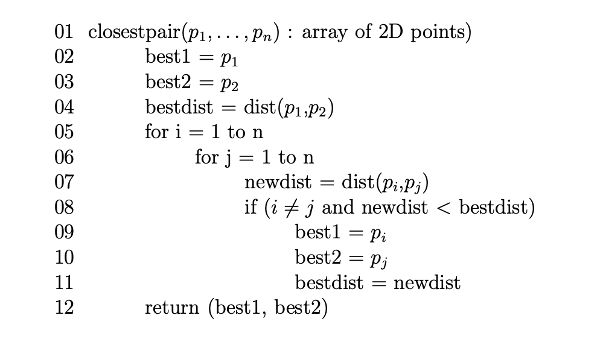 01 closestpair(p₁, . . . , pₙ) : array of 2D points)
02 best1 = p₁
03 best2 = p₂
04 bestdist = dist(p₁,p₂)
05 for i = 1 to n
06 for j = 1 to n
07 newdist = dist(pᵢ,pⱼ)
08 if (i ≠ j and newdist < bestdist)
09 best1 = pᵢ
10 best2 = pⱼ
11 bestdist = newdist
12 return (best1, best2)